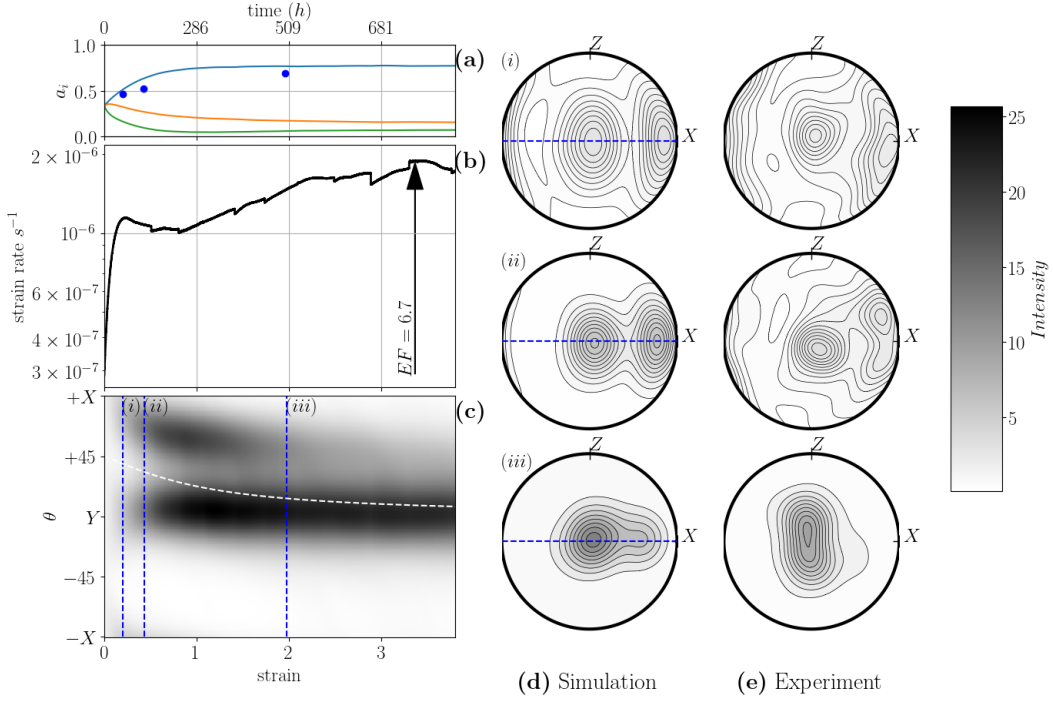 time (h)
0 286 509 681
1.0
0.5
0.0
a_i
(a)
2 × 10^{-6}
10^{-6}
6 × 10^{-7}
4 × 10^{-7}
3 × 10^{-7}
strain rate s^{-1}
EF = 6.7
(b)
+X
+45
Y
−45
−X
θ
(i) (ii) (iii)
(c)
0 1 2 3
strain
(i) Z X
Z X
(ii) Z X
Z X
(iii) Z X
Z X
(d) Simulation (e) Experiment
25
20
15
10
5
Intensity